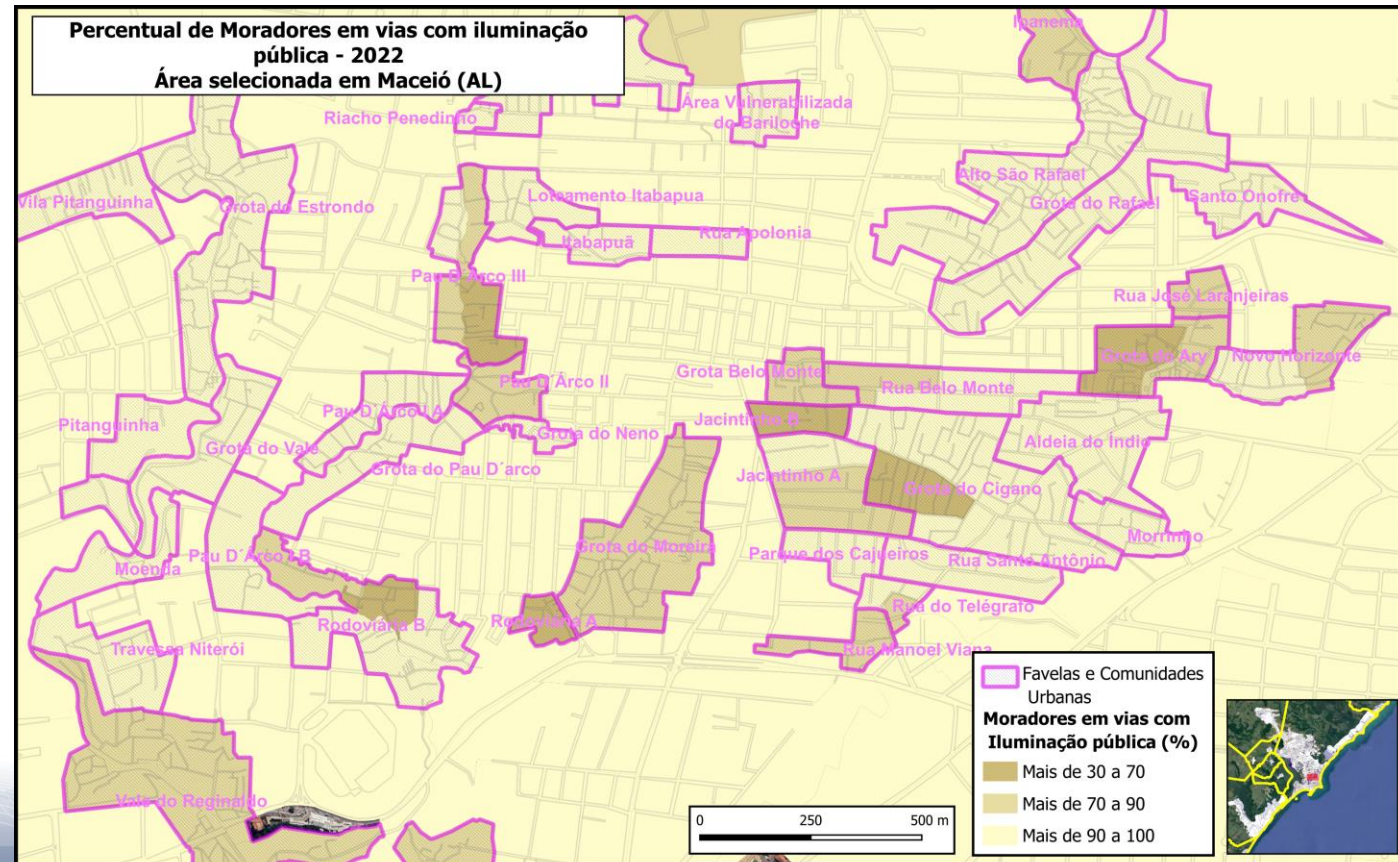 Percentual de Moradores em vias com iluminação
pública - 2022
Área selecionada em Maceió (AL)
Ipanema
Riacho Penedinho
Área Vulnerabilizada
do Bariloche
Vila Pitanguinha
Grota do Estrondo
Loteamento Itabapua
Alto São Rafael
Grota do Rafael
Santo Onofre
Itabapuã
Rua Apolonia
Pau D´Árco III
Rua José Laranjeiras
Grota Belo Monte
Rua Belo Monte
Grota do Ary
Novo Horizonte
Pau D´Árco II
Pau D´Árco I A
Pitanguinha
Jacintinho B
Grota do Neno
Grota do Vale
Grota do Pau D´arco
Aldeia do Índio
Jacintinho A
Grota do Cigano
Pau D´Árco I B
Moenda
Grota do Moreira
Parque dos Cajueiros
Rua Santo Antônio
Morrinho
Rodoviária B
Rodoviária A
Rua do Telégrafo
Travessa Niterói
Rua Manoel Viana
Vale do Reginaldo
Favelas e Comunidades
Urbanas
Moradores em vias com
Iluminação pública (%)
Mais de 30 a 70
Mais de 70 a 90
Mais de 90 a 100
0 250 500 m